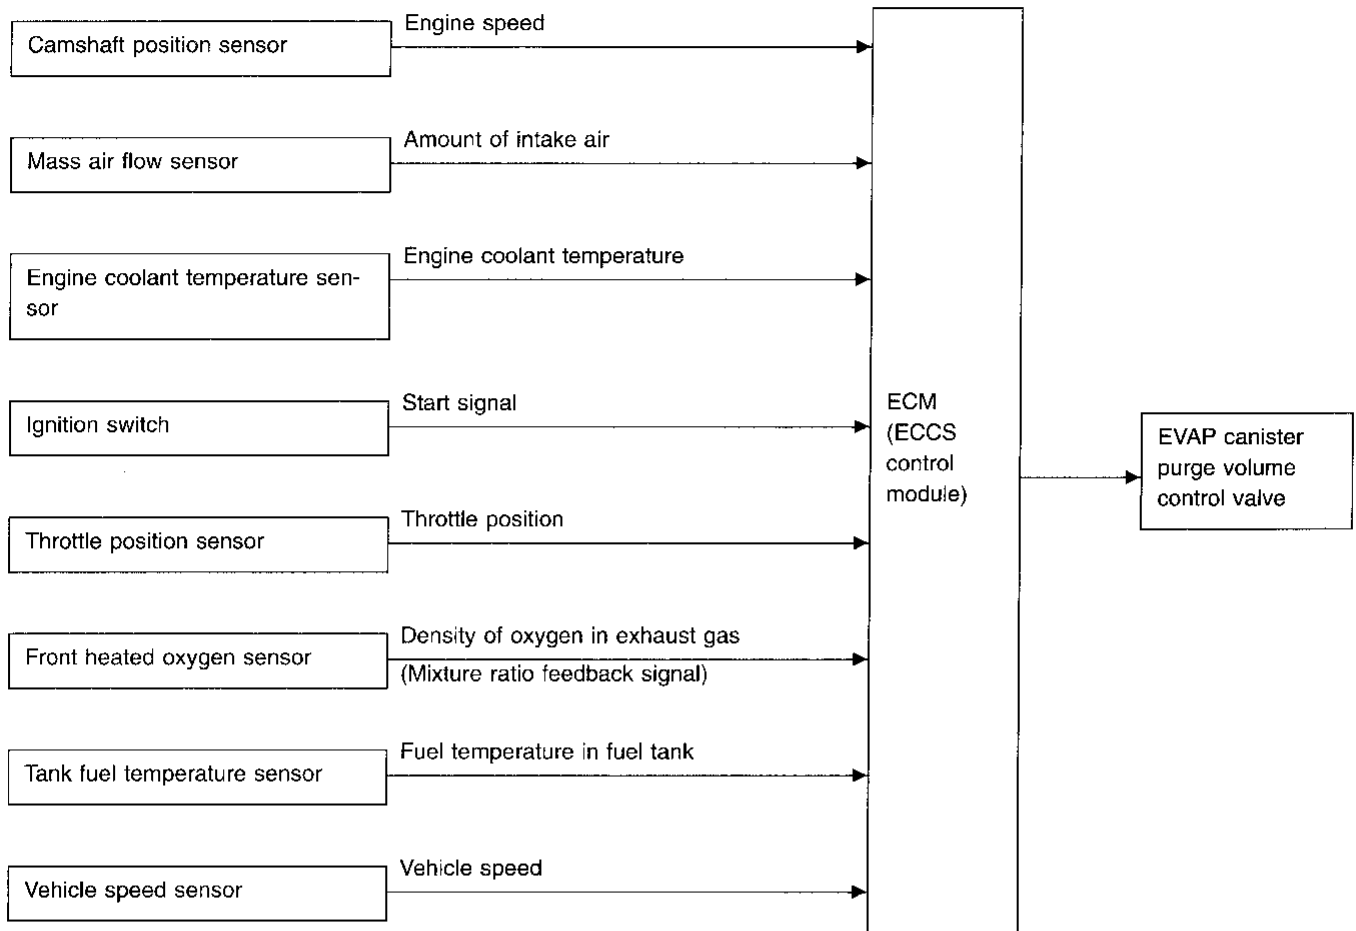 Camshaft position sensor
Engine speed
Mass air flow sensor
Amount of intake air
Engine coolant temperature sen-
sor
Engine coolant temperature
Ignition switch
Start signal
Throttle position sensor
Throttle position
Front heated oxygen sensor
Density of oxygen in exhaust gas
(Mixture ratio feedback signal)
Tank fuel temperature sensor
Fuel temperature in fuel tank
Vehicle speed sensor
Vehicle speed
ECM
(ECCS
control
module)
EVAP canister
purge volume
control valve